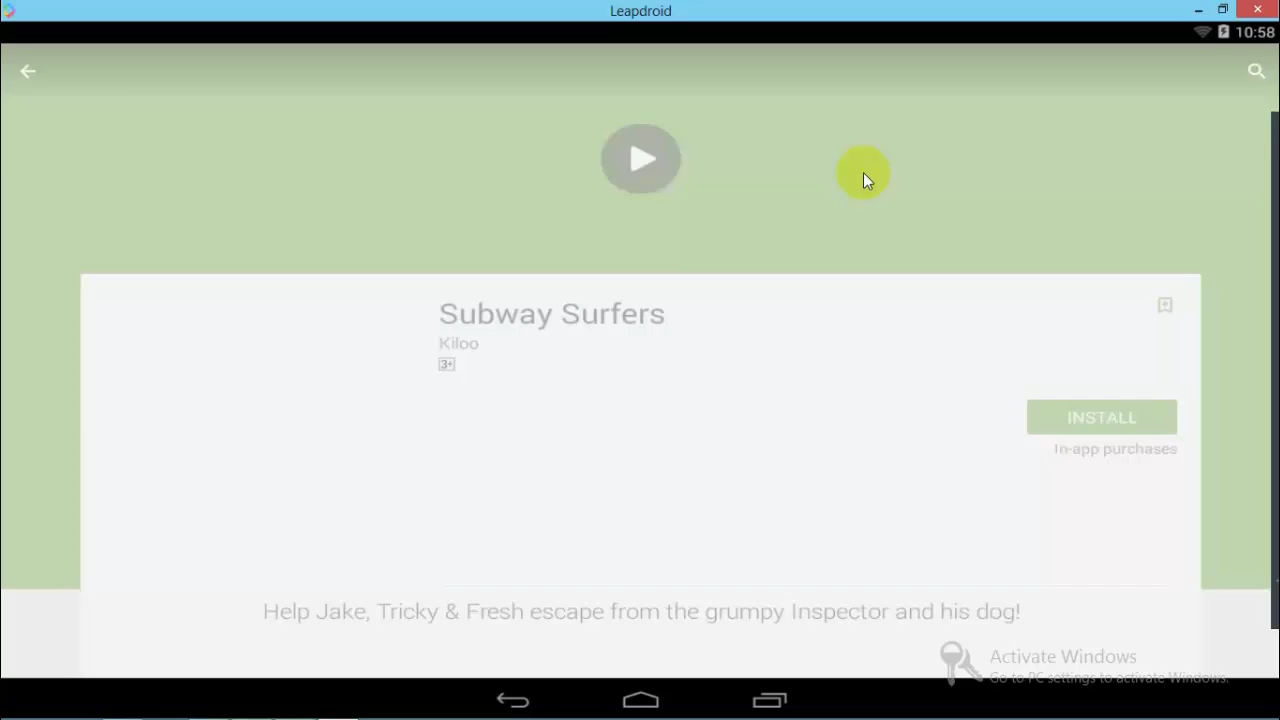 Leapdroid
10:58
Subway Surfers
Kiloo
3+
INSTALL
In-app purchases
Help Jake, Tricky & Fresh escape from the grumpy Inspector and his dog!
Activate Windows
Go to PC settings to activate Windows.